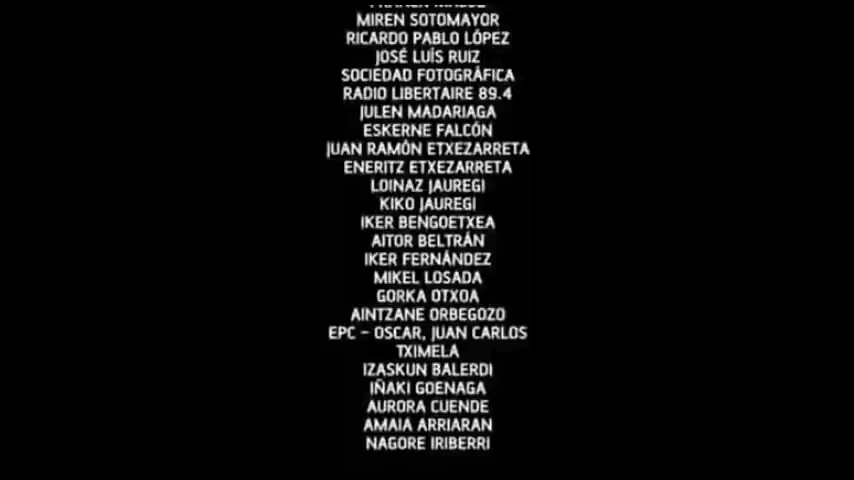 MIREN SOTOMAYOR
RICARDO PABLO LÓPEZ
JOSÉ LUÍS RUIZ
SOCIEDAD FOTOGRÁFICA
RADIO LIBERTAIRE 89.4
JULEN MADARIAGA
ESKERNE FALCÓN
JUAN RAMÓN ETXEZARRETA
ENERITZ ETXEZARRETA
LOINAZ JAUREGI
KIKO JAUREGI
IKER BENGOETXEA
AITOR BELTRÁN
IKER FERNÁNDEZ
MIKEL LOSADA
GORKA OTXOA
AINTZANE ORBEGOZO
EPC – OSCAR, JUAN CARLOS
TXIMELA
IZASKUN BALERDI
IÑAKI GOENAGA
AURORA CUENDE
AMAIA ARRIARAN
NAGORE IRIBERRI